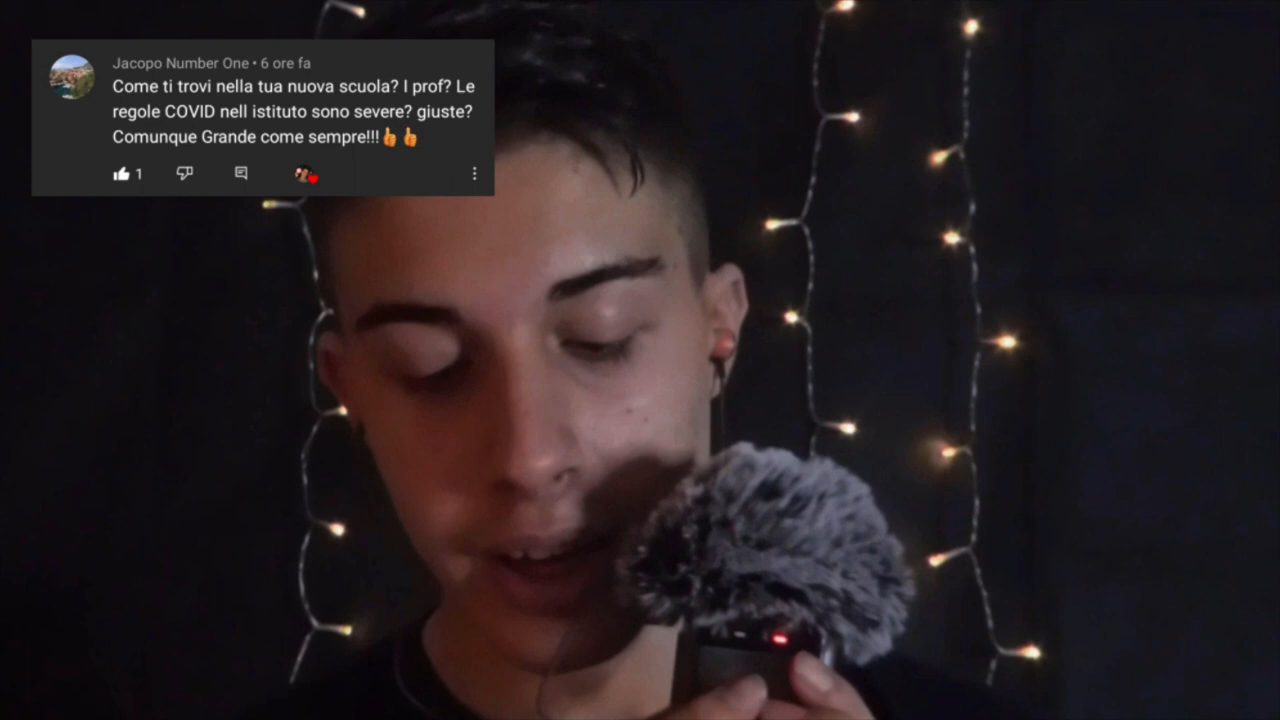 Jacopo Number One • 6 ore fa
Come ti trovi nella tua nuova scuola? I prof? Le
regole COVID nell istituto sono severe? giuste?
Comunque Grande come sempre!!!👍👍
1